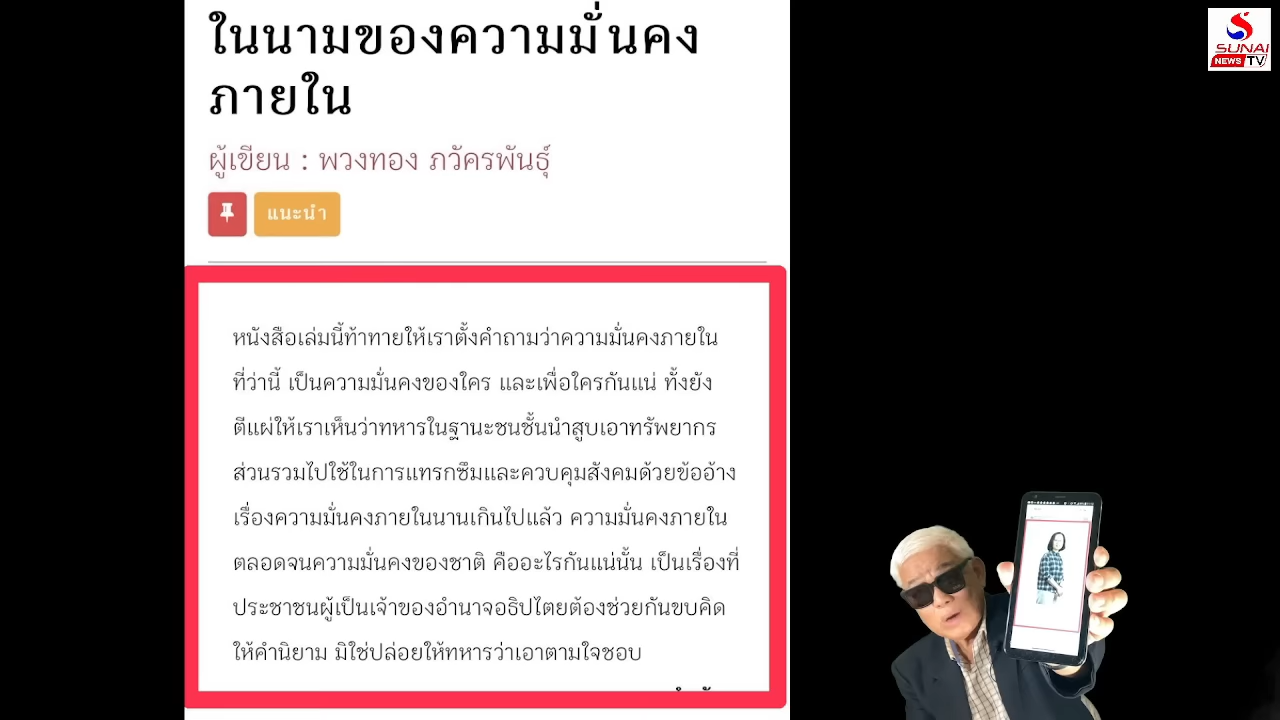 ในนามของความมั่นคง
ภายใน
ผู้เขียน : พวงทอง ภวัครพันธุ์
แนะนำ
หนังสือเล่มนี้ท้าทายให้เราตั้งคำถามว่าความมั่นคงภายใน
ที่ว่านี้ เป็นความมั่นคงของใคร และเพื่อใครกันแน่ ทั้งยัง
ตีแผ่ให้เราเห็นว่าทหารในฐานะชนชั้นนำสูบเอาทรัพยากร
ส่วนรวมไปใช้ในการแทรกซึมและควบคุมสังคมด้วยข้ออ้าง
เรื่องความมั่นคงภายในนานเกินไปแล้ว ความมั่นคงภายใน
ตลอดจนความมั่นคงของชาติ คืออะไรกันแน่นั้น เป็นเรื่องที่
ประชาชนผู้เป็นเจ้าของอำนาจอธิปไตยต้องช่วยกันขบคิด
ให้คำนิยาม มิใช่ปล่อยให้ทหารว่าเอาตามใจชอบ
SUNAI
NEWS TV